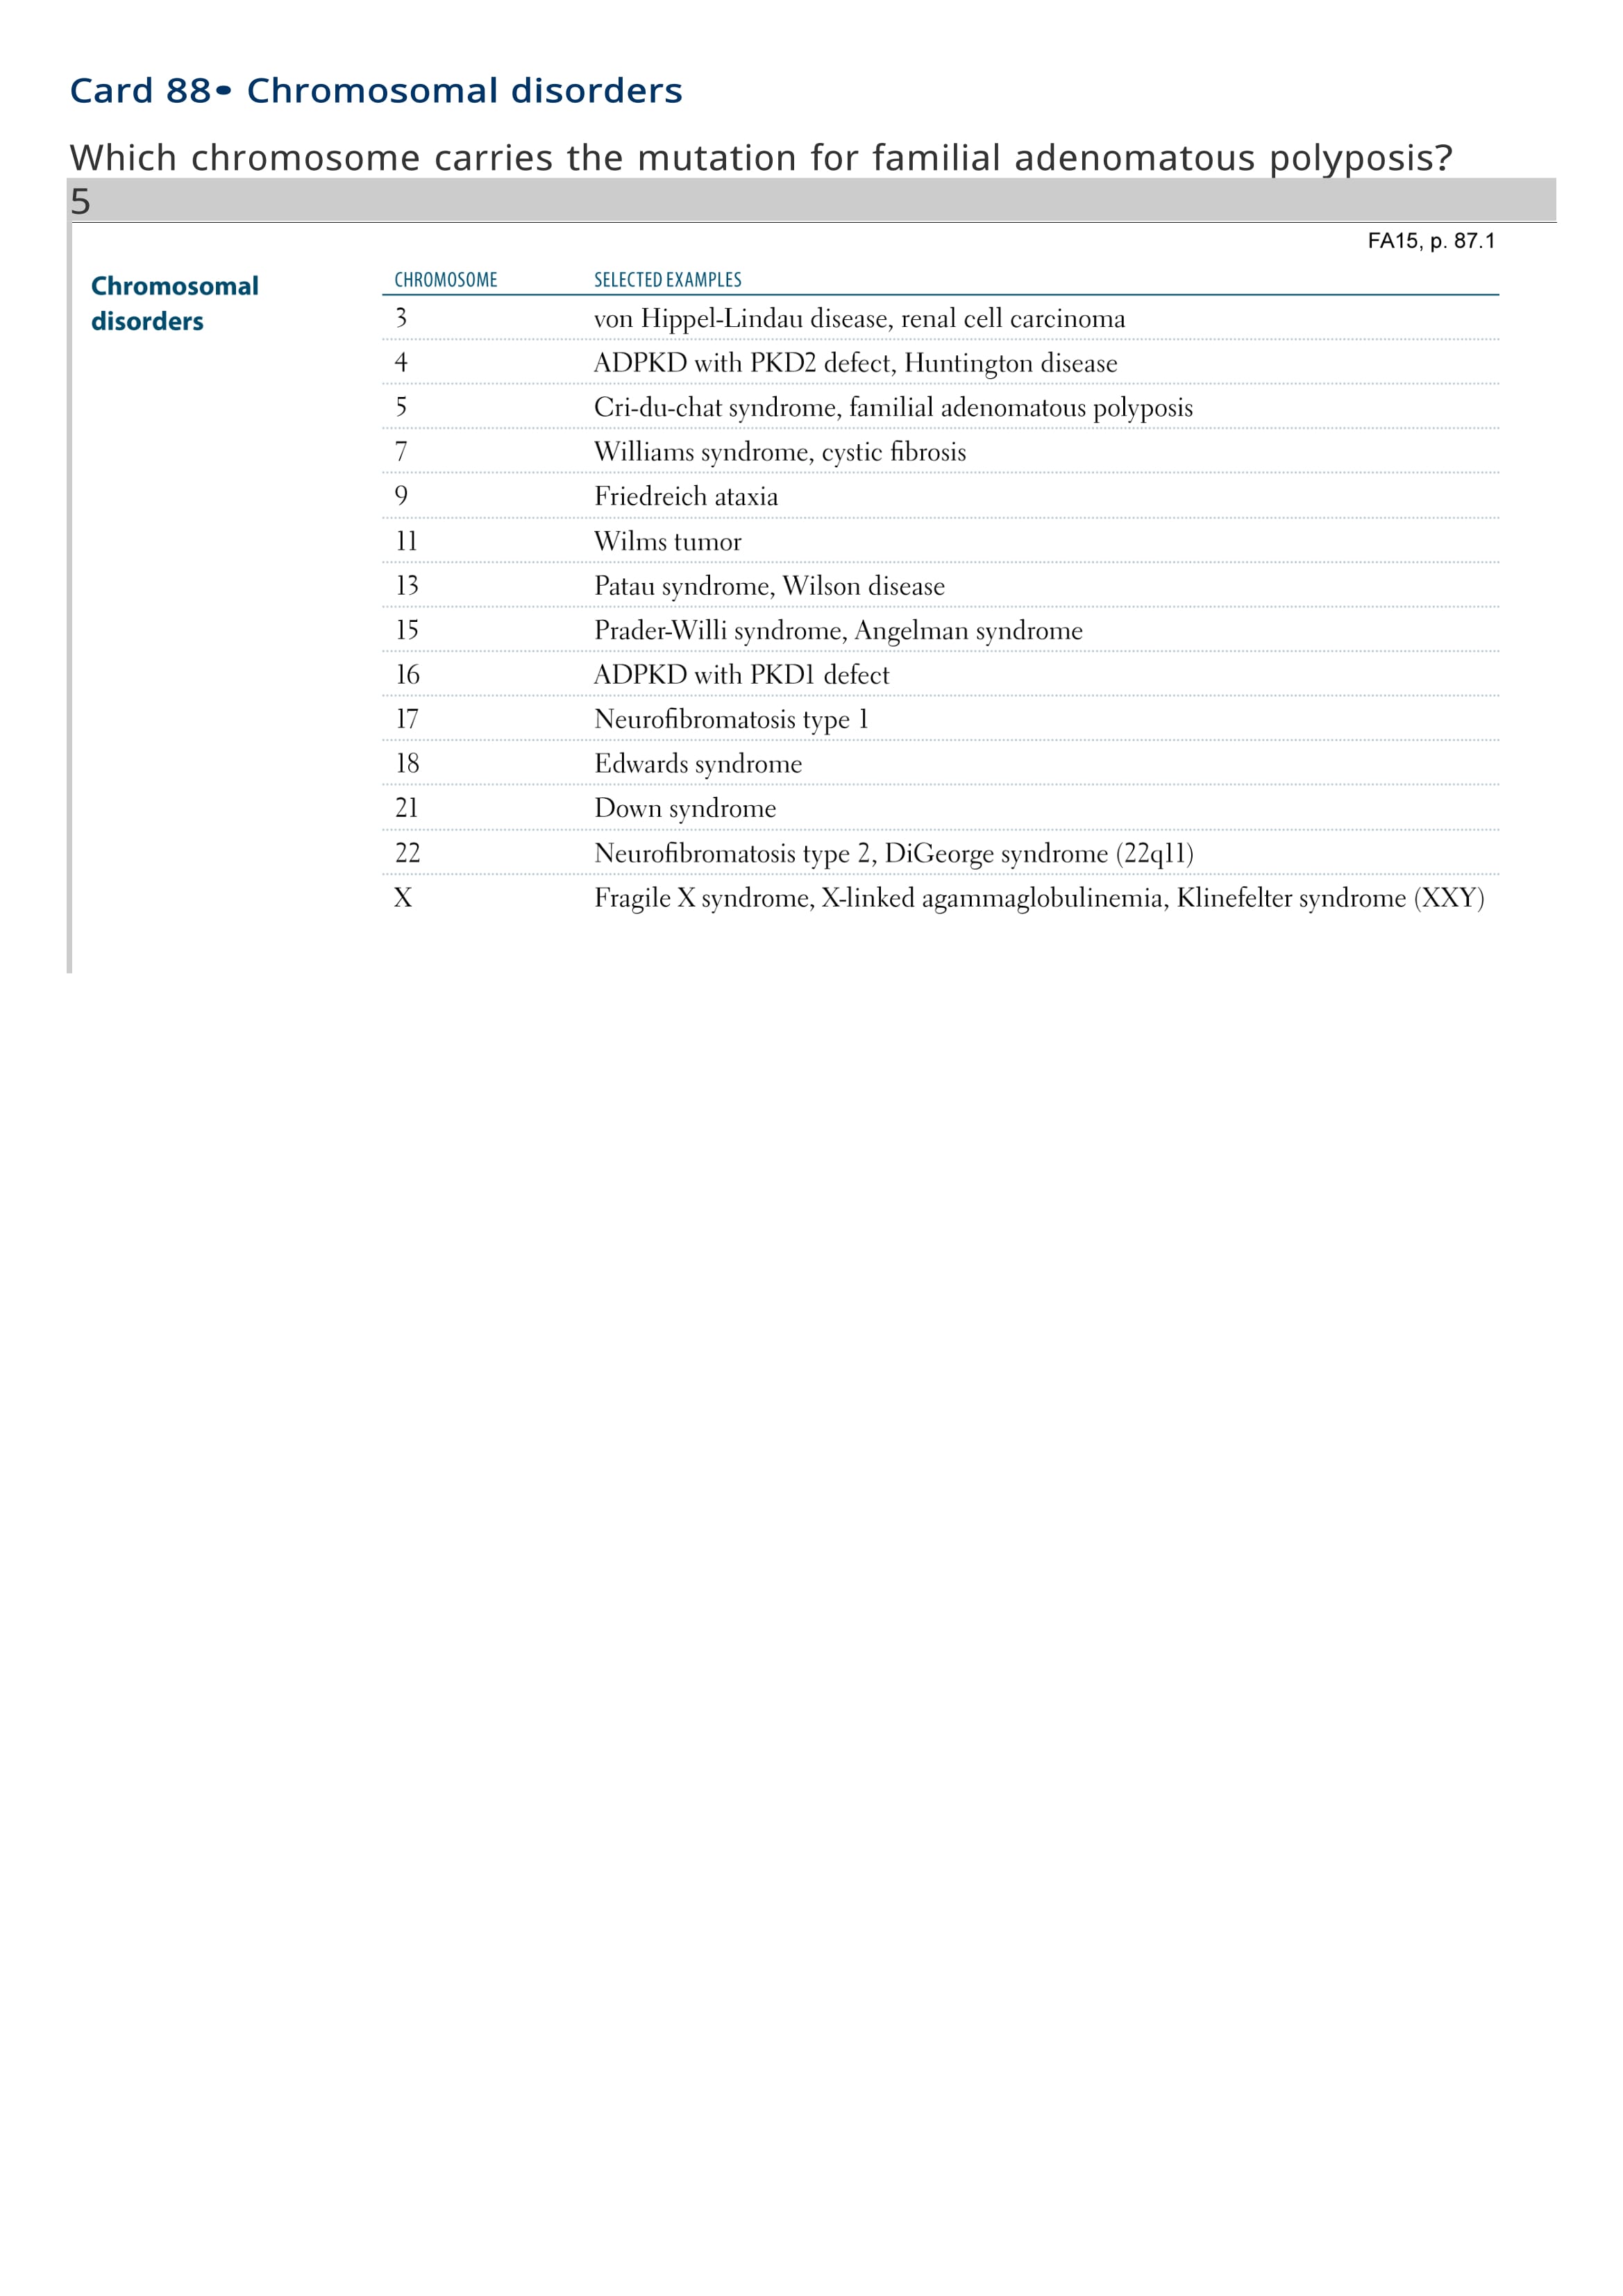 Card 88• Chromosomal disorders
Which chromosome carries the mutation for familial adenomatous polyposis?
5
FA15, p. 87.1
Chromosomal
disorders
CHROMOSOME SELECTED EXAMPLES
3 von Hippel-Lindau disease, renal cell carcinoma
4 ADPKD with PKD2 defect, Huntington disease
5 Cri-du-chat syndrome, familial adenomatous polyposis
7 Williams syndrome, cystic fibrosis
9 Friedreich ataxia
11 Wilms tumor
13 Patau syndrome, Wilson disease
15 Prader-Willi syndrome, Angelman syndrome
16 ADPKD with PKD1 defect
17 Neurofibromatosis type 1
18 Edwards syndrome
21 Down syndrome
22 Neurofibromatosis type 2, DiGeorge syndrome (22q11)
X Fragile X syndrome, X-linked agammaglobulinemia, Klinefelter syndrome (XXY)